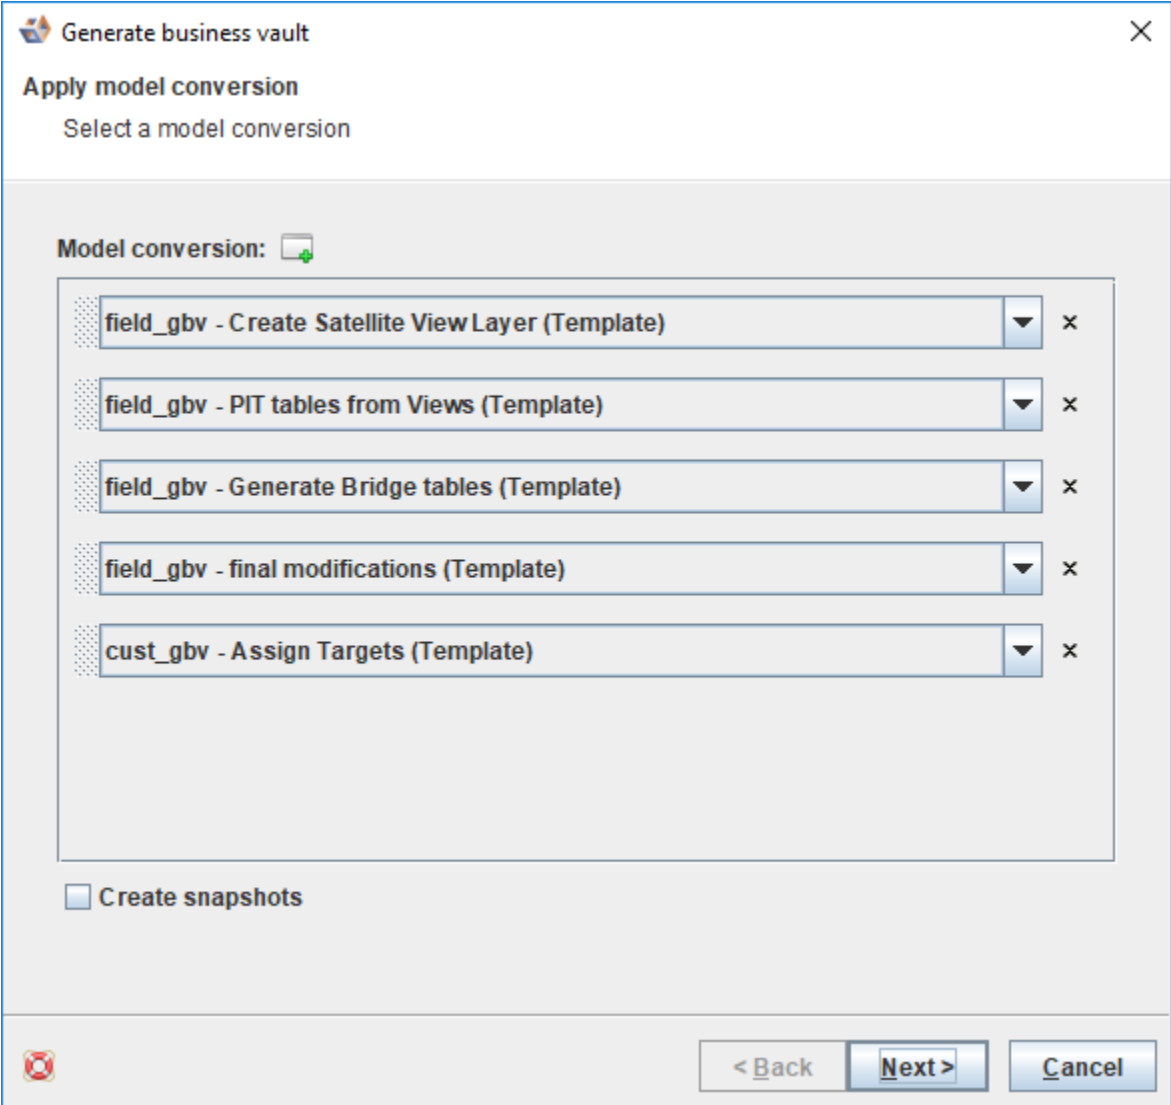 Generate business vault
Apply model conversion
Select a model conversion
Model conversion:
field_gbv - Create Satellite View Layer (Template)
field_gbv - PIT tables from Views (Template)
field_gbv - Generate Bridge tables (Template)
field_gbv - final modifications (Template)
cust_gbv - Assign Targets (Template)
Create snapshots
< Back Next > Cancel